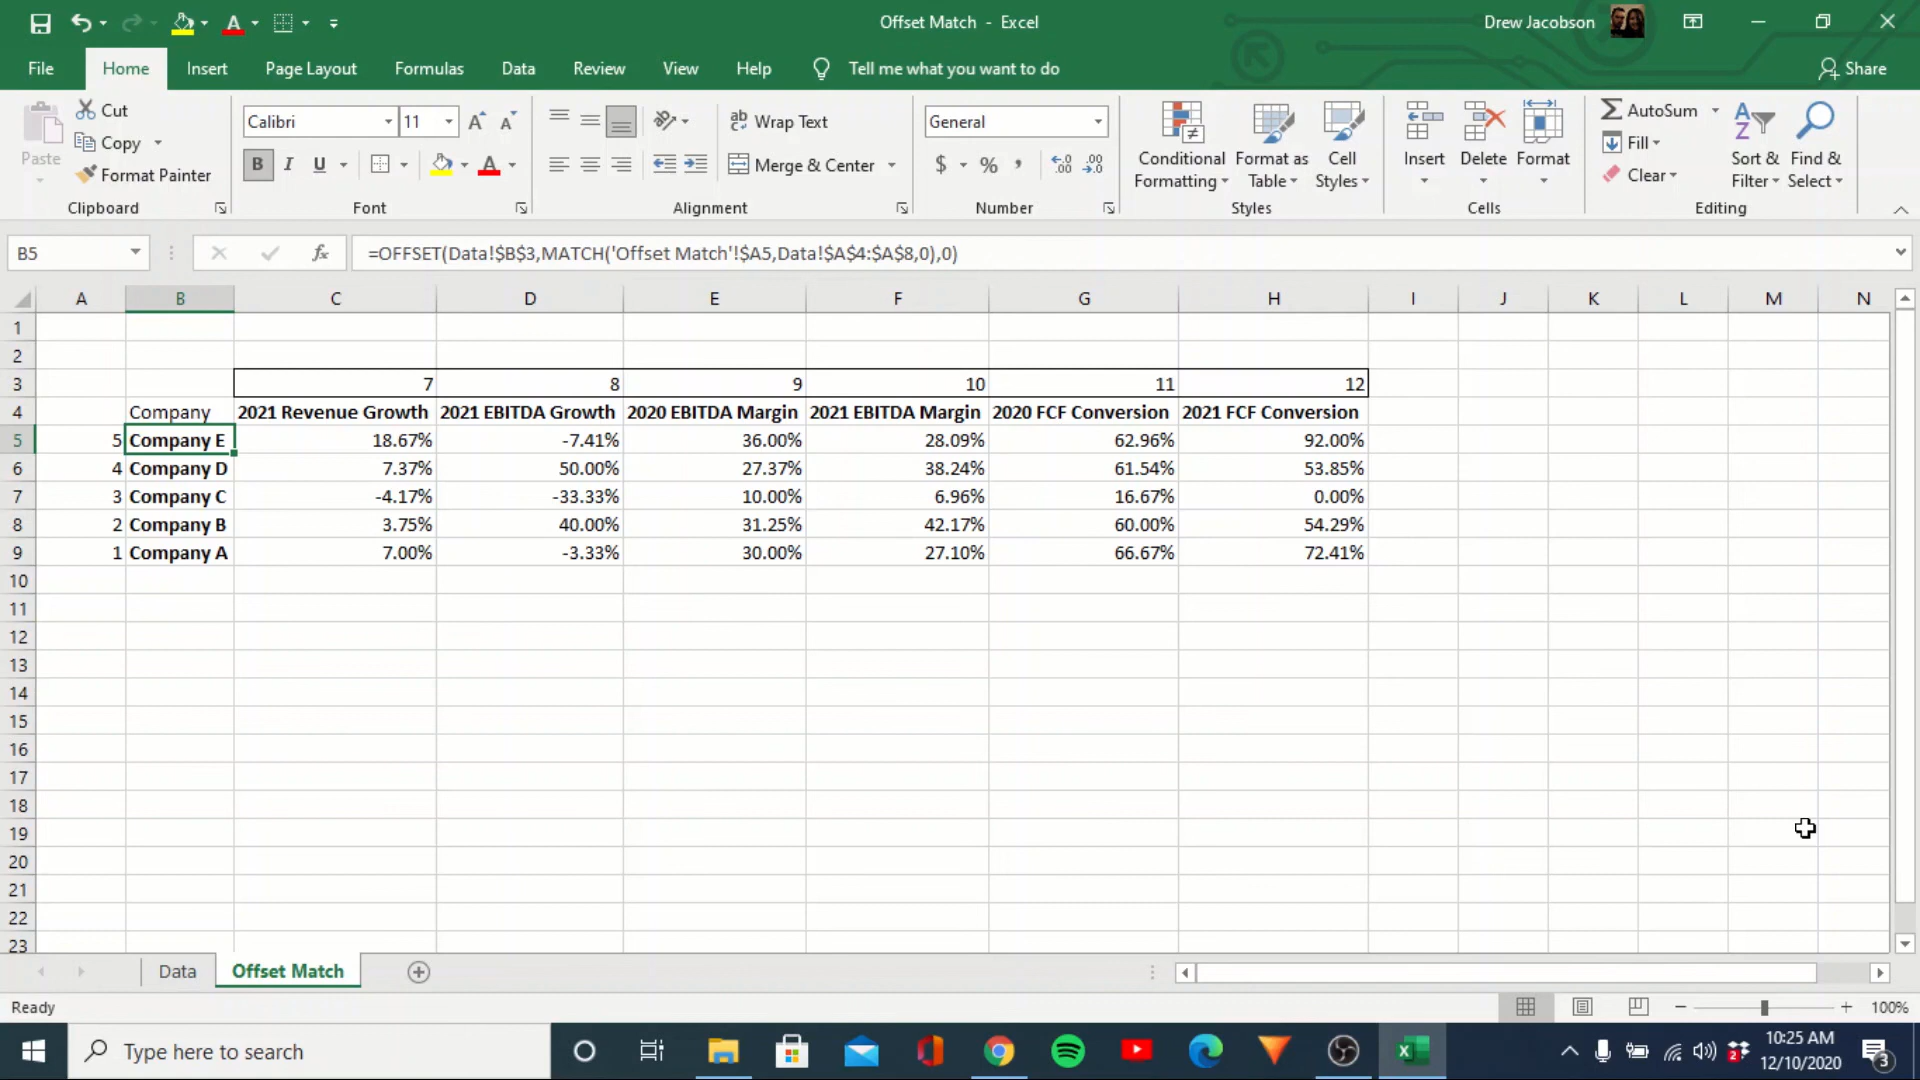 Offset Match - Excel
Drew Jacobson
File Home Insert Page Layout Formulas Data Review View Help Tell me what you want to do Share
Paste
Cut
Copy
Format Painter
Clipboard
Calibri 11
B I U
Font
Wrap Text
Merge & Center
Alignment
General
$ % ,
Number
Conditional Formatting
Format as Table
Cell Styles
Styles
Insert Delete Format
Cells
AutoSum
Fill
Clear
Sort & Filter
Find & Select
Editing
B5 fx =OFFSET(Data!$B$3,MATCH('Offset Match'!$A5,Data!$A$4:$A$8,0),0)
A B C D E F G H I J K L M N
1
2
3 7 8 9 10 11 12
4 Company 2021 Revenue Growth 2021 EBITDA Growth 2020 EBITDA Margin 2021 EBITDA Margin 2020 FCF Conversion 2021 FCF Conversion
5 5 Company E 18.67% -7.41% 36.00% 28.09% 62.96% 92.00%
6 4 Company D 7.37% 50.00% 27.37% 38.24% 61.54% 53.85%
7 3 Company C -4.17% -33.33% 10.00% 6.96% 16.67% 0.00%
8 2 Company B 3.75% 40.00% 31.25% 42.17% 60.00% 54.29%
9 1 Company A 7.00% -3.33% 30.00% 27.10% 66.67% 72.41%
10
11
12
13
14
15
16
17
18
19
20
21
22
23
Data Offset Match
Ready
100%
Type here to search
10:25 AM
12/10/2020
3